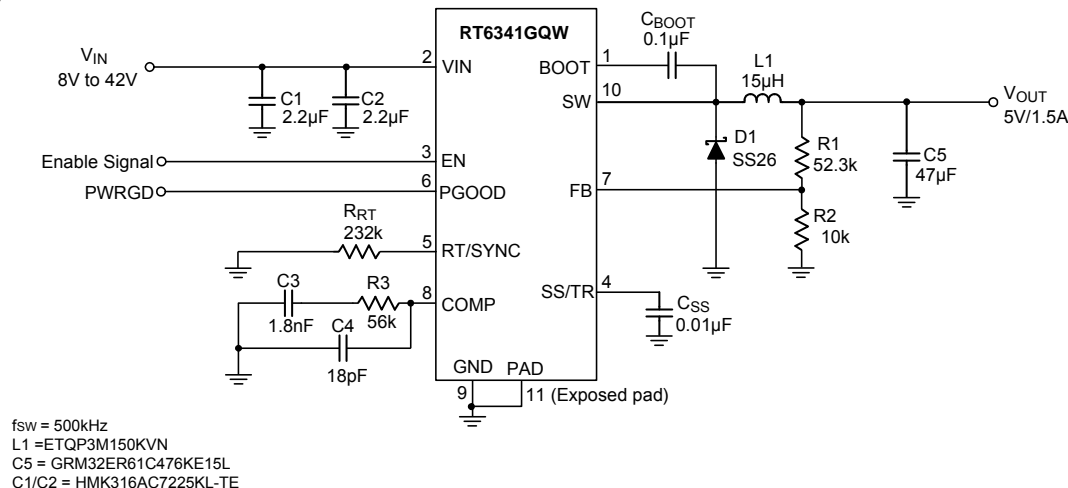 RT6341GQW
VIN
8V to 42V
C1
2.2µF
C2
2.2µF
2
VIN
Enable Signal
3
EN
PWRGD
6
PGOOD
RRT
232k
5
RT/SYNC
C3
1.8nF
R3
56k
8
COMP
C4
18pF
GND
PAD
9
11 (Exposed pad)
BOOT
1
CBOOT
0.1µF
SW
10
L1
15µH
D1
SS26
R1
52.3k
FB
7
R2
10k
C5
47µF
VOUT
5V/1.5A
SS/TR
4
CSS
0.01µF
fSW = 500kHz
L1 =ETQP3M150KVN
C5 = GRM32ER61C476KE15L
C1/C2 = HMK316AC7225KL-TE